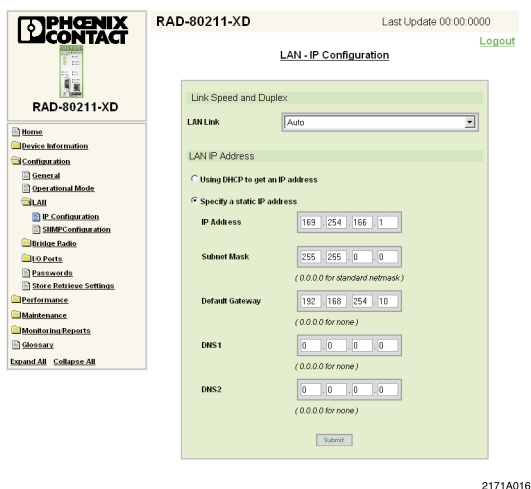 PHŒNIX
CONTACT
RAD-80211-XD
RAD-80211-XD
Last Update 00:00:0000
Logout
LAN - IP Configuration
Home
Device Information
Configuration
General
Operational Mode
LAN
IP Configuration
SNMPConfiguration
Bridge Radio
I/O Ports
Passwords
Store Retrieve Settings
Performance
Maintenance
Monitoring/Reports
Glossary
Expand All Collapse All
Link Speed and Duplex
LAN Link Auto
LAN IP Address
Using DHCP to get an IP address
Specify a static IP address
IP Address 169 . 254 . 166 . 1
Subnet Mask 255 . 255 . 0 . 0
( 0.0.0.0 for standard netmask )
Default Gateway 192 . 168 . 254 . 10
( 0.0.0.0 for none )
DNS1 0 . 0 . 0 . 0
( 0.0.0.0 for none )
DNS2 0 . 0 . 0 . 0
( 0.0.0.0 for none )
Submit
2171A016